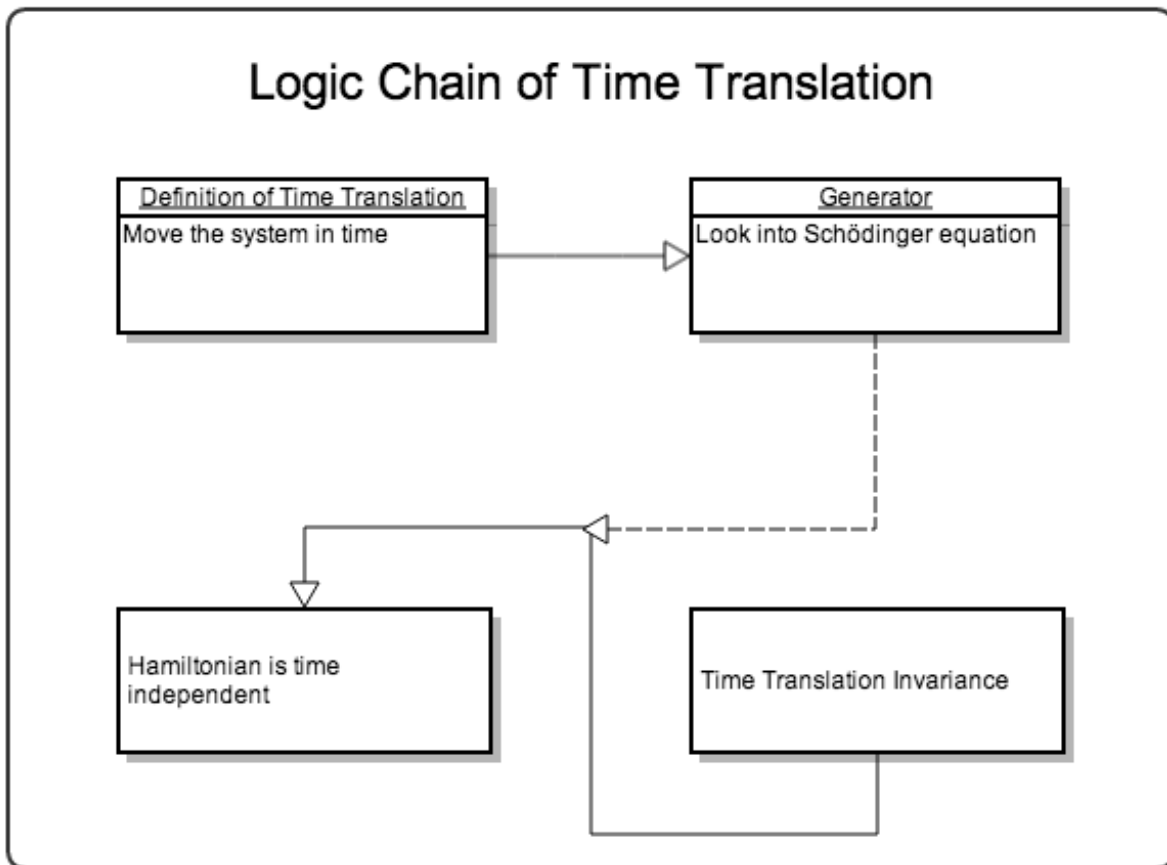 Logic Chain of Time Translation
Definition of Time Translation
Move the system in time
Generator
Look into Schödinger equation
Hamiltonian is time
independent
Time Translation Invariance